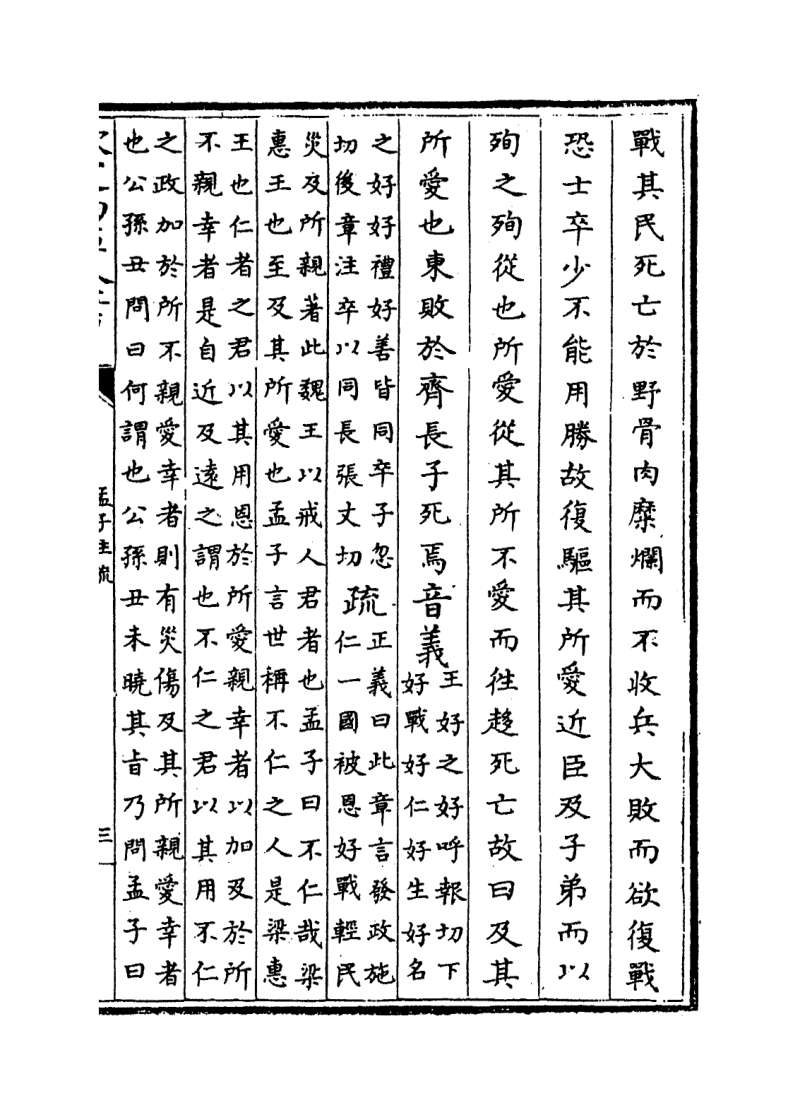 戰其民死亡於野骨肉糜爛而不收兵大敗而欲復戰
恐士卒少不能用勝故復驅其所愛近臣及子弟而以
殉之殉從也所愛從其所不愛而往趍死亡故曰及其
所愛也東敗於齊長子死焉音義
王好之好呼報切下
好戰好仁好生好名
之好好禮好善皆同卒子忽
切後章注卒以同長張丈切
疏
正義曰此章言發政施
仁一國被恩好戰輕民
災及所親著此魏王以戒人君者也孟子曰不仁哉梁
惠王也至及其所愛也孟子言世稱不仁之人是梁惠
王也仁者之君以其用恩於所愛親幸者以加及於所
不親幸者是自近及遠之謂也不仁之君以其用不仁
之政加於所不親愛幸者則有災傷及其所親愛幸者
也公孫丑問曰何謂也公孫丑未曉其旨乃問孟子曰
孟子注疏
三